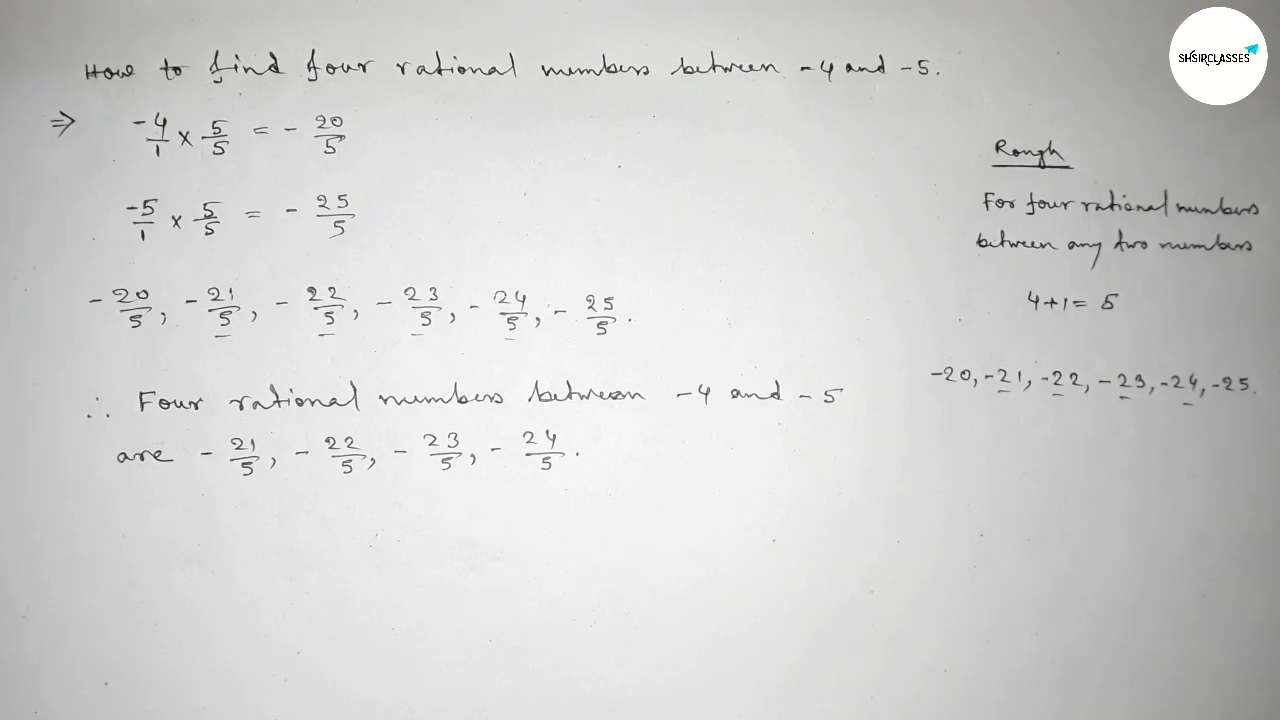 How to find four rational numbers between -4 and -5.
SHSIRCLASSES
⇒ -4/1 × 5/5 = - 20/5
-5/1 × 5/5 = - 25/5
- 20/5, - 21/5, - 22/5, - 23/5, - 24/5, - 25/5.
∴ Four rational numbers between -4 and -5
are - 21/5, - 22/5, - 23/5, - 24/5.
Rough
For four rational numbers
between any two numbers
4+1= 5
-20, -21, -22, -23, -24, -25.